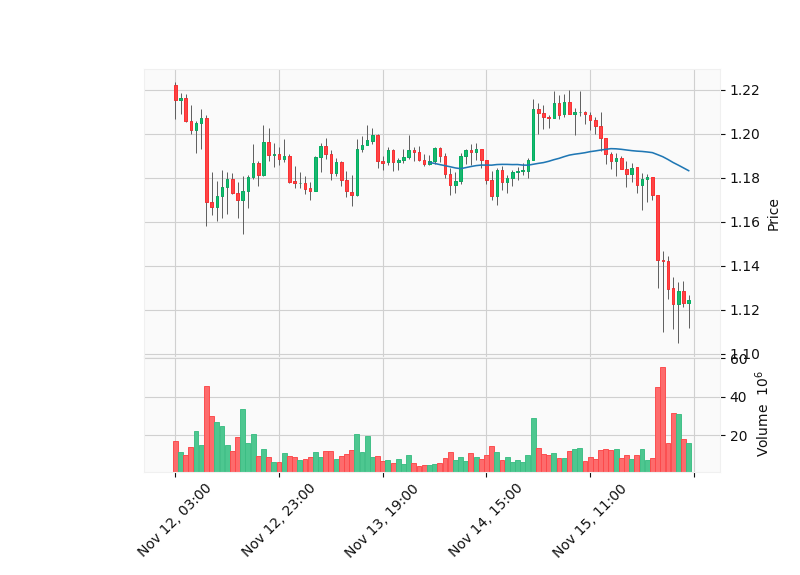 1.22
1.20
1.18
1.16
1.14
1.12
1.10
Price
60
40
20
Volume 10^6
Nov 12, 03:00
Nov 12, 23:00
Nov 13, 19:00
Nov 14, 15:00
Nov 15, 11:00